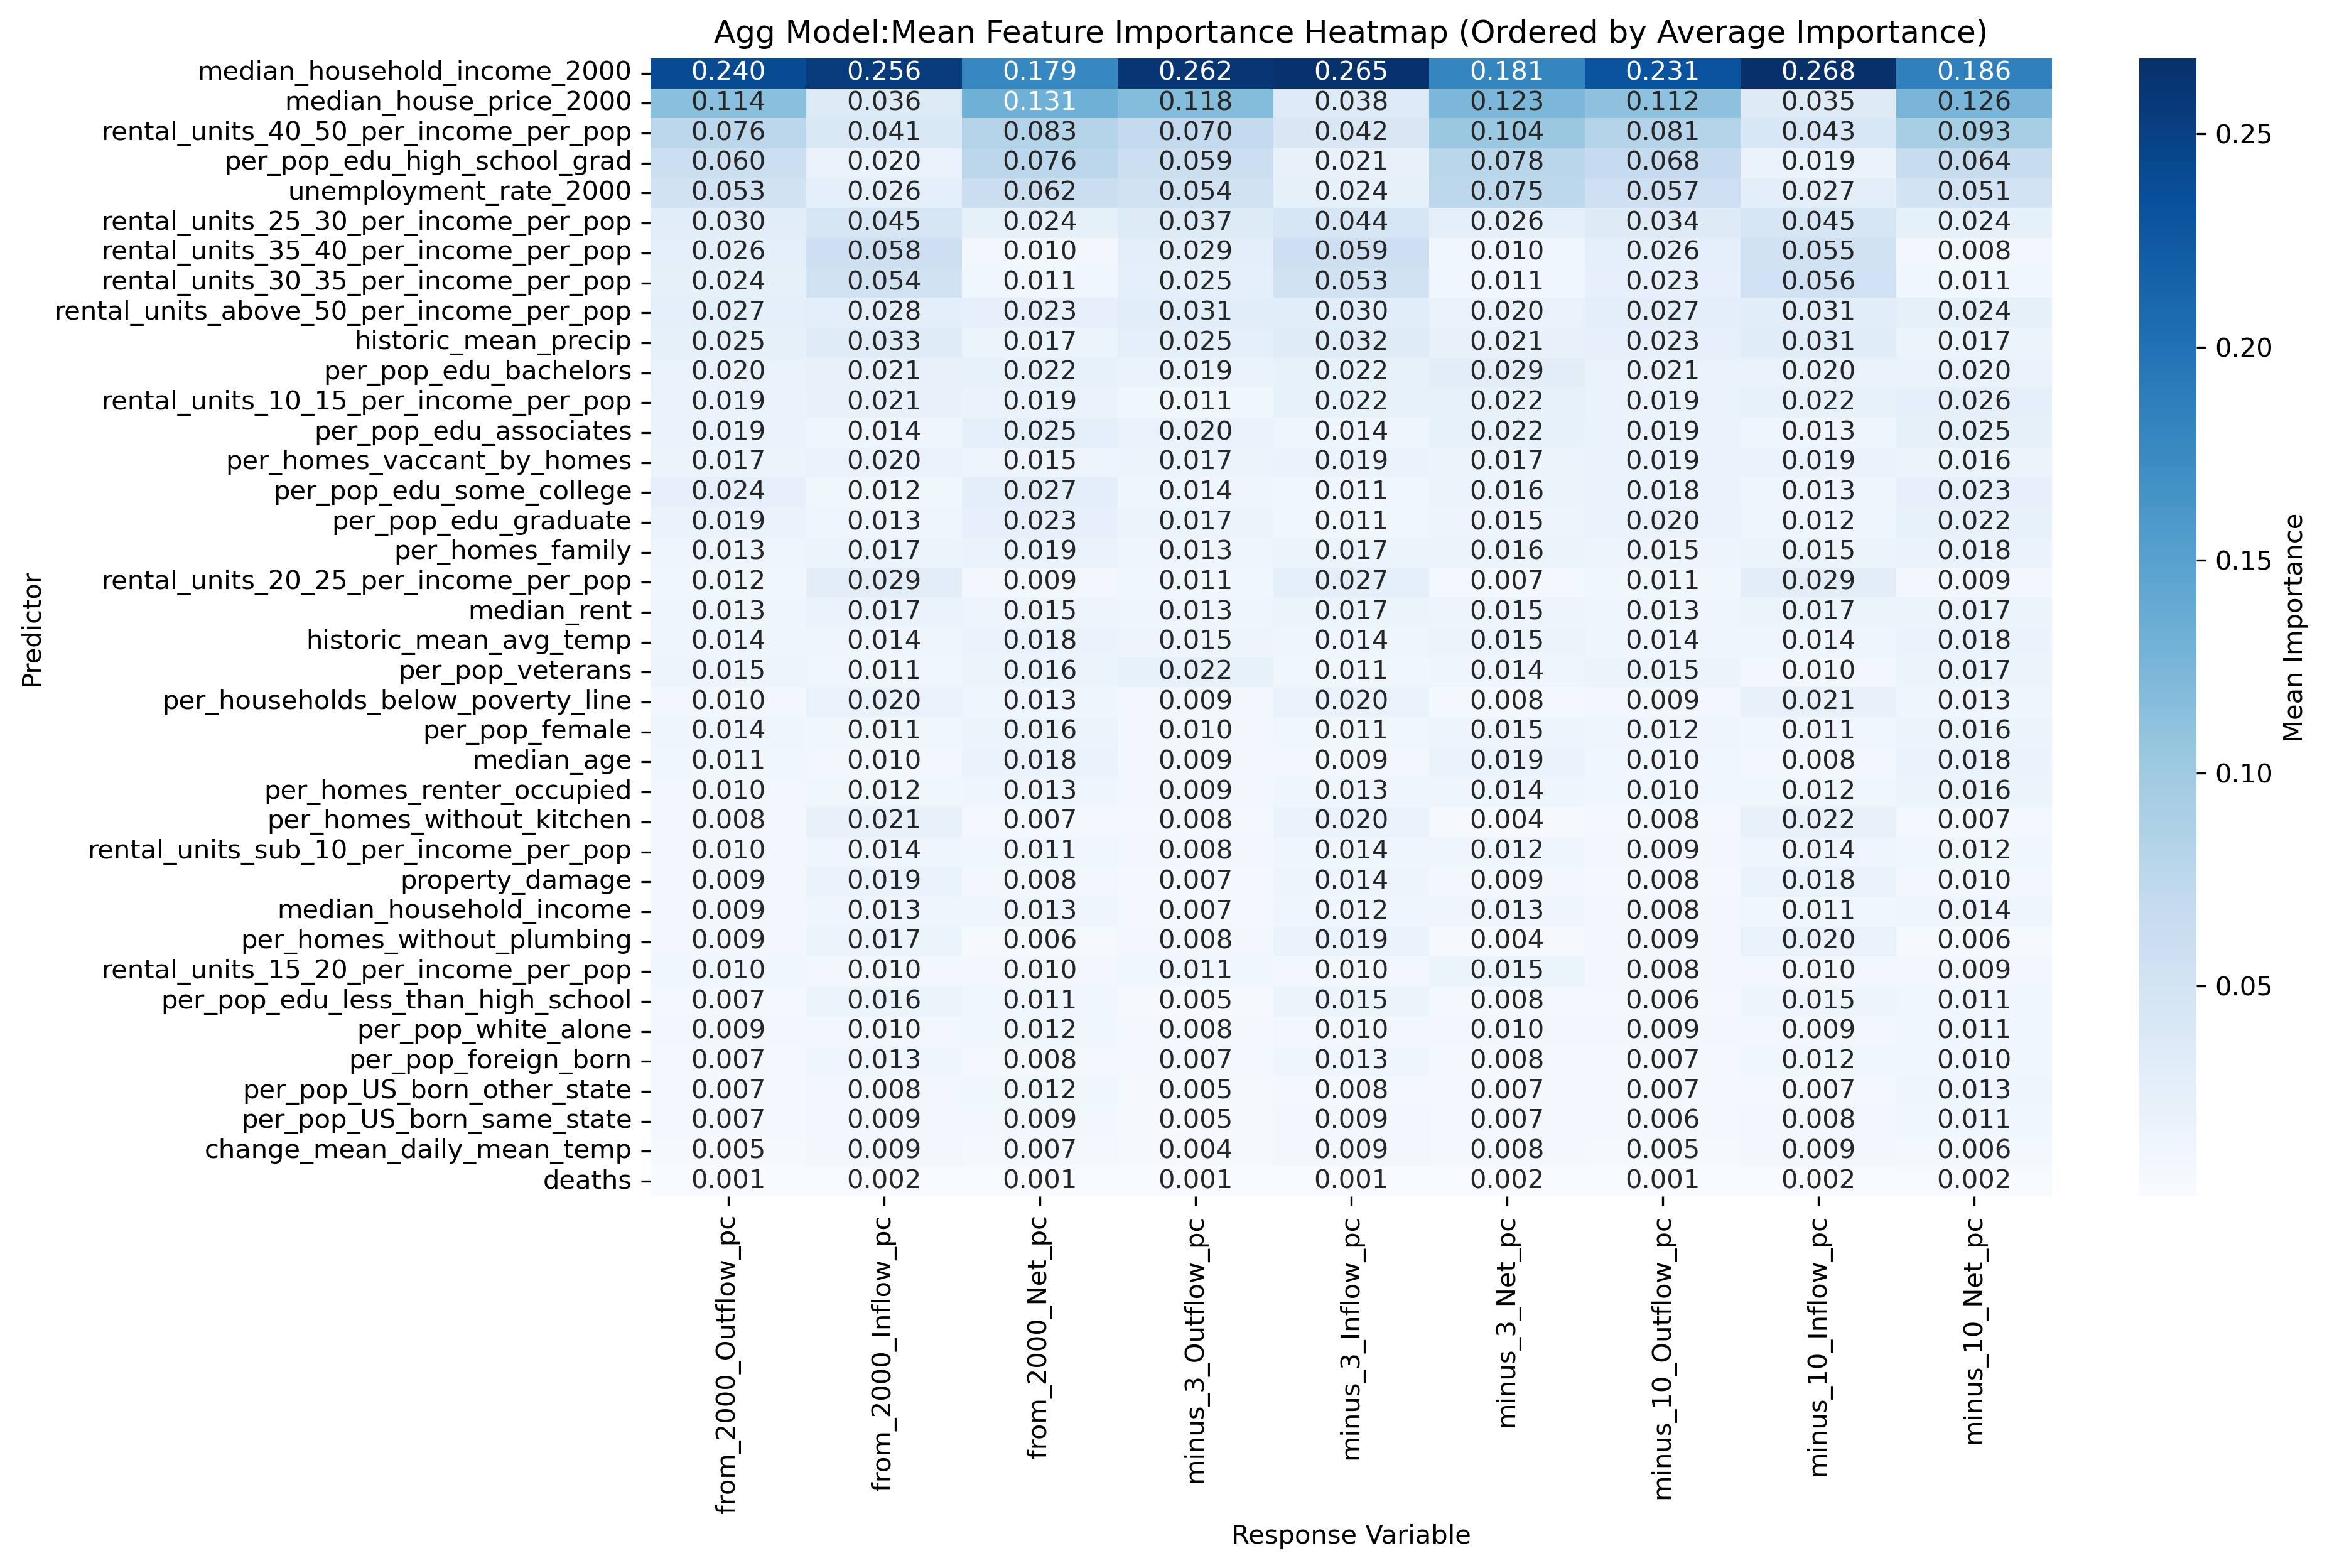 Agg Model:Mean Feature Importance Heatmap (Ordered by Average Importance)
median_household_income_2000 0.240 0.256 0.179 0.262 0.265 0.181 0.231 0.268 0.186
median_house_price_2000 0.114 0.036 0.131 0.118 0.038 0.123 0.112 0.035 0.126
rental_units_40_50_per_income_per_pop 0.076 0.041 0.083 0.070 0.042 0.104 0.081 0.043 0.093
per_pop_edu_high_school_grad 0.060 0.020 0.076 0.059 0.021 0.078 0.068 0.019 0.064
unemployment_rate_2000 0.053 0.026 0.062 0.054 0.024 0.075 0.057 0.027 0.051
rental_units_25_30_per_income_per_pop 0.030 0.045 0.024 0.037 0.044 0.026 0.034 0.045 0.024
rental_units_35_40_per_income_per_pop 0.026 0.058 0.010 0.029 0.059 0.010 0.026 0.055 0.008
rental_units_30_35_per_income_per_pop 0.024 0.054 0.011 0.025 0.053 0.011 0.023 0.056 0.011
rental_units_above_50_per_income_per_pop 0.027 0.028 0.023 0.031 0.030 0.020 0.027 0.031 0.024
historic_mean_precip 0.025 0.033 0.017 0.025 0.032 0.021 0.023 0.031 0.017
per_pop_edu_bachelors 0.020 0.021 0.022 0.019 0.022 0.029 0.021 0.020 0.020
rental_units_10_15_per_income_per_pop 0.019 0.021 0.019 0.011 0.022 0.022 0.019 0.022 0.026
per_pop_edu_associates 0.019 0.014 0.025 0.020 0.014 0.022 0.019 0.013 0.025
per_homes_vaccant_by_homes 0.017 0.020 0.015 0.017 0.019 0.017 0.019 0.019 0.016
per_pop_edu_some_college 0.024 0.012 0.027 0.014 0.011 0.016 0.018 0.013 0.023
per_pop_edu_graduate 0.019 0.013 0.023 0.017 0.011 0.015 0.020 0.012 0.022
per_homes_family 0.013 0.017 0.019 0.013 0.017 0.016 0.015 0.015 0.018
rental_units_20_25_per_income_per_pop 0.012 0.029 0.009 0.011 0.027 0.007 0.011 0.029 0.009
median_rent 0.013 0.017 0.015 0.013 0.017 0.015 0.013 0.017 0.017
historic_mean_avg_temp 0.014 0.014 0.018 0.015 0.014 0.015 0.014 0.014 0.018
per_pop_veterans 0.015 0.011 0.016 0.022 0.011 0.014 0.015 0.010 0.017
per_households_below_poverty_line 0.010 0.020 0.013 0.009 0.020 0.008 0.009 0.021 0.013
per_pop_female 0.014 0.011 0.016 0.010 0.011 0.015 0.012 0.011 0.016
median_age 0.011 0.010 0.018 0.009 0.009 0.019 0.010 0.008 0.018
per_homes_renter_occupied 0.010 0.012 0.013 0.009 0.013 0.014 0.010 0.012 0.016
per_homes_without_kitchen 0.008 0.021 0.007 0.008 0.020 0.004 0.008 0.022 0.007
rental_units_sub_10_per_income_per_pop 0.010 0.014 0.011 0.008 0.014 0.012 0.009 0.014 0.012
property_damage 0.009 0.019 0.008 0.007 0.014 0.009 0.008 0.018 0.010
median_household_income 0.009 0.013 0.013 0.007 0.012 0.013 0.008 0.011 0.014
per_homes_without_plumbing 0.009 0.017 0.006 0.008 0.019 0.004 0.009 0.020 0.006
rental_units_15_20_per_income_per_pop 0.010 0.010 0.010 0.011 0.010 0.015 0.008 0.010 0.009
per_pop_edu_less_than_high_school 0.007 0.016 0.011 0.005 0.015 0.008 0.006 0.015 0.011
per_pop_white_alone 0.009 0.010 0.012 0.008 0.010 0.010 0.009 0.009 0.011
per_pop_foreign_born 0.007 0.013 0.008 0.007 0.013 0.008 0.007 0.012 0.010
per_pop_US_born_other_state 0.007 0.008 0.012 0.005 0.008 0.007 0.007 0.007 0.013
per_pop_US_born_same_state 0.007 0.009 0.009 0.005 0.009 0.007 0.006 0.008 0.011
change_mean_daily_mean_temp 0.005 0.009 0.007 0.004 0.009 0.008 0.005 0.009 0.006
deaths 0.001 0.002 0.001 0.001 0.001 0.002 0.001 0.002 0.002
Predictor
from_2000_Outflow_pc
from_2000_Inflow_pc
from_2000_Net_pc
minus_3_Outflow_pc
minus_3_Inflow_pc
minus_3_Net_pc
minus_10_Outflow_pc
minus_10_Inflow_pc
minus_10_Net_pc
Response Variable
0.25
0.20
0.15
0.10
0.05
Mean Importance